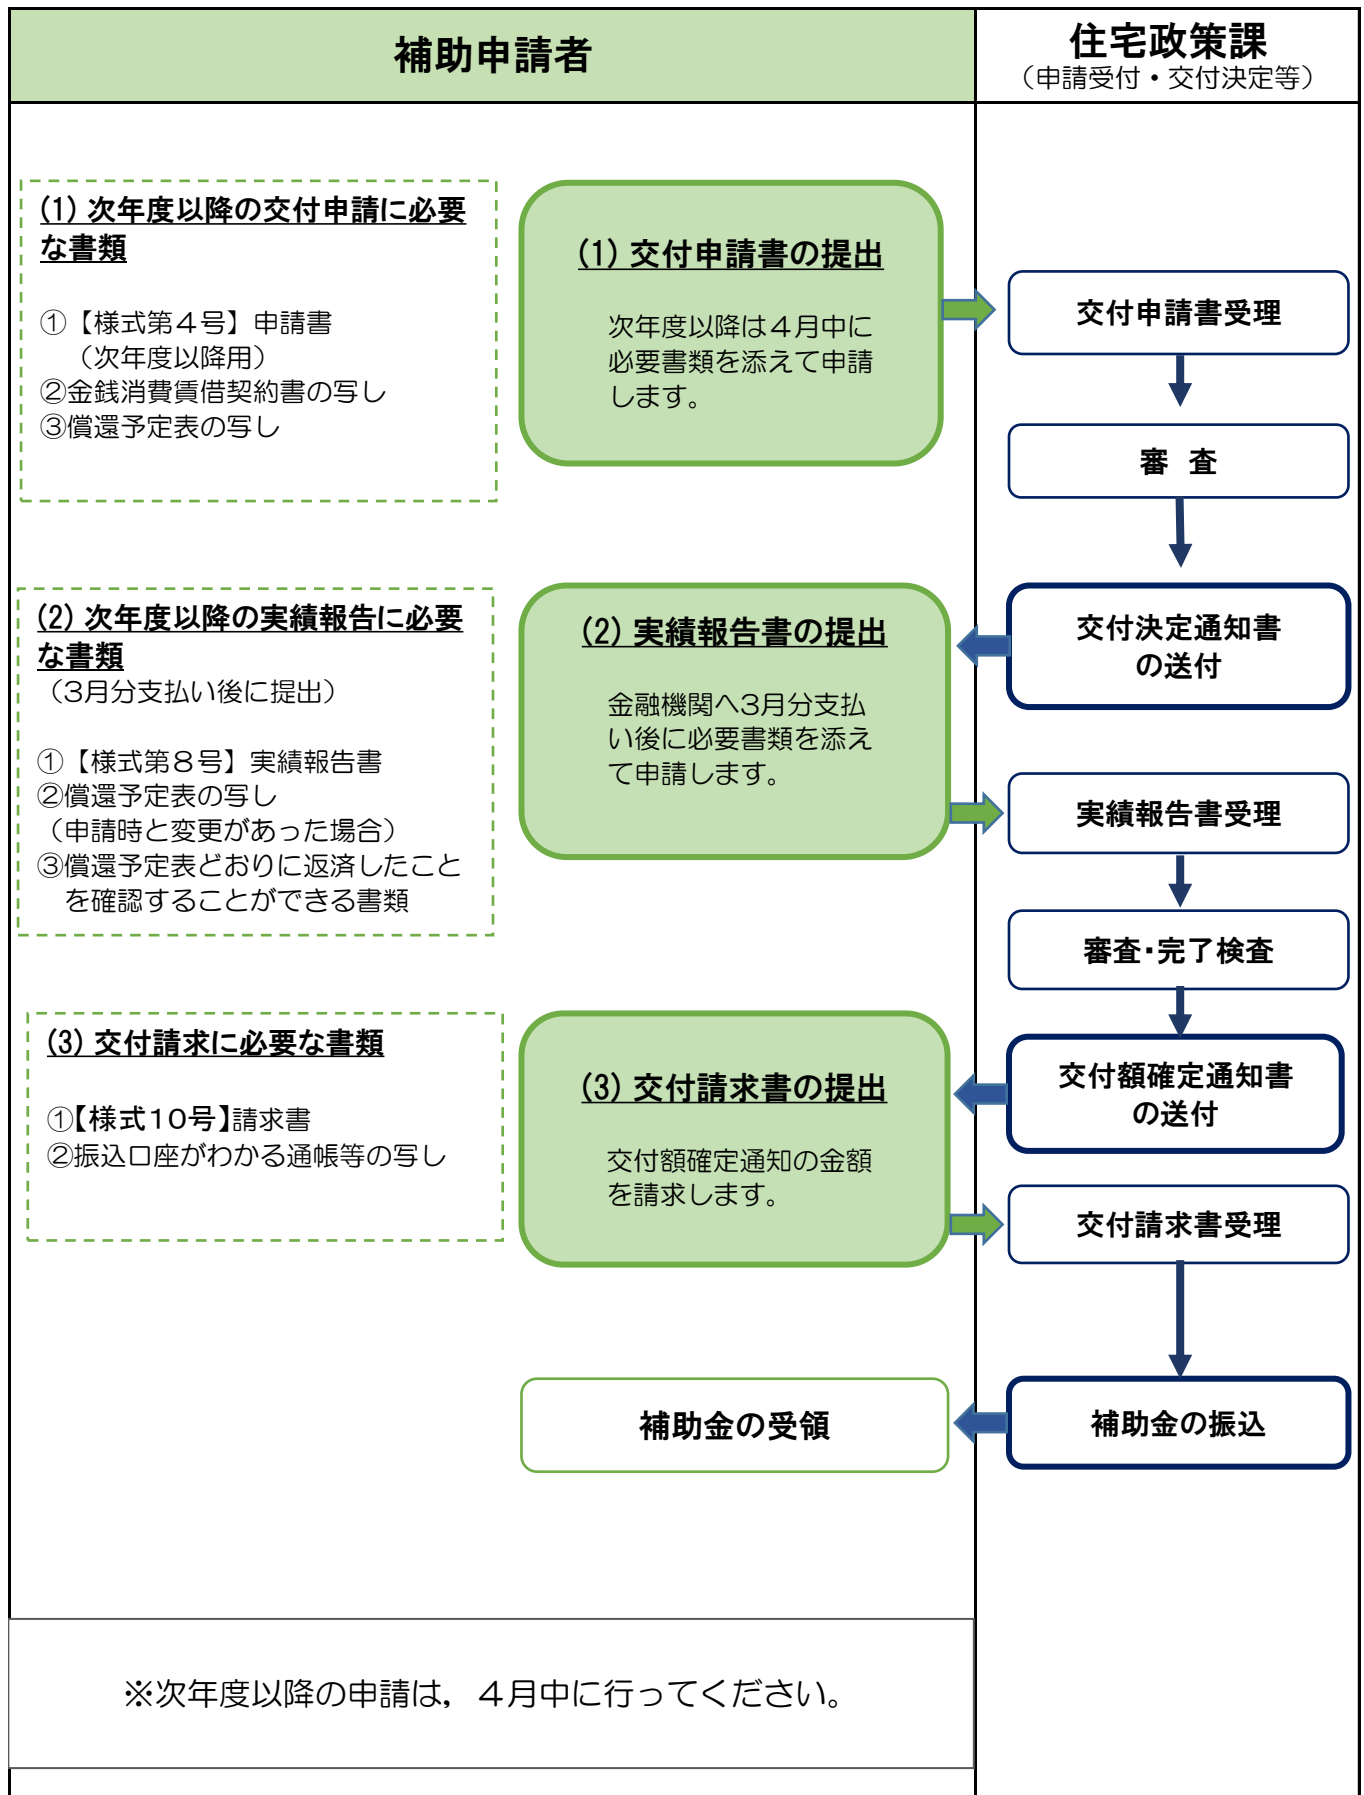 補助申請者
住宅政策課
（申請受付・交付決定等）
(1) 次年度以降の交付申請に必要
な書類
①【様式第４号】申請書
（次年度以降用）
②金銭消費賃借契約書の写し
③償還予定表の写し
(1) 交付申請書の提出
次年度以降は４月中に
必要書類を添えて申請
します。
交付申請書受理
審　査
交付決定通知書
の送付
(2) 次年度以降の実績報告に必要
な書類
（3月分支払い後に提出）
①【様式第８号】実績報告書
②償還予定表の写し
（申請時と変更があった場合）
③償還予定表どおりに返済したこと
を確認することができる書類
(2) 実績報告書の提出
金融機関へ3月分支払
い後に必要書類を添え
て申請します。
実績報告書受理
審査・完了検査
交付額確定通知書
の送付
(3) 交付請求に必要な書類
①【様式１０号】請求書
②振込口座がわかる通帳等の写し
(3) 交付請求書の提出
交付額確定通知の金額
を請求します。
交付請求書受理
補助金の受領
補助金の振込
※次年度以降の申請は，４月中に行ってください。